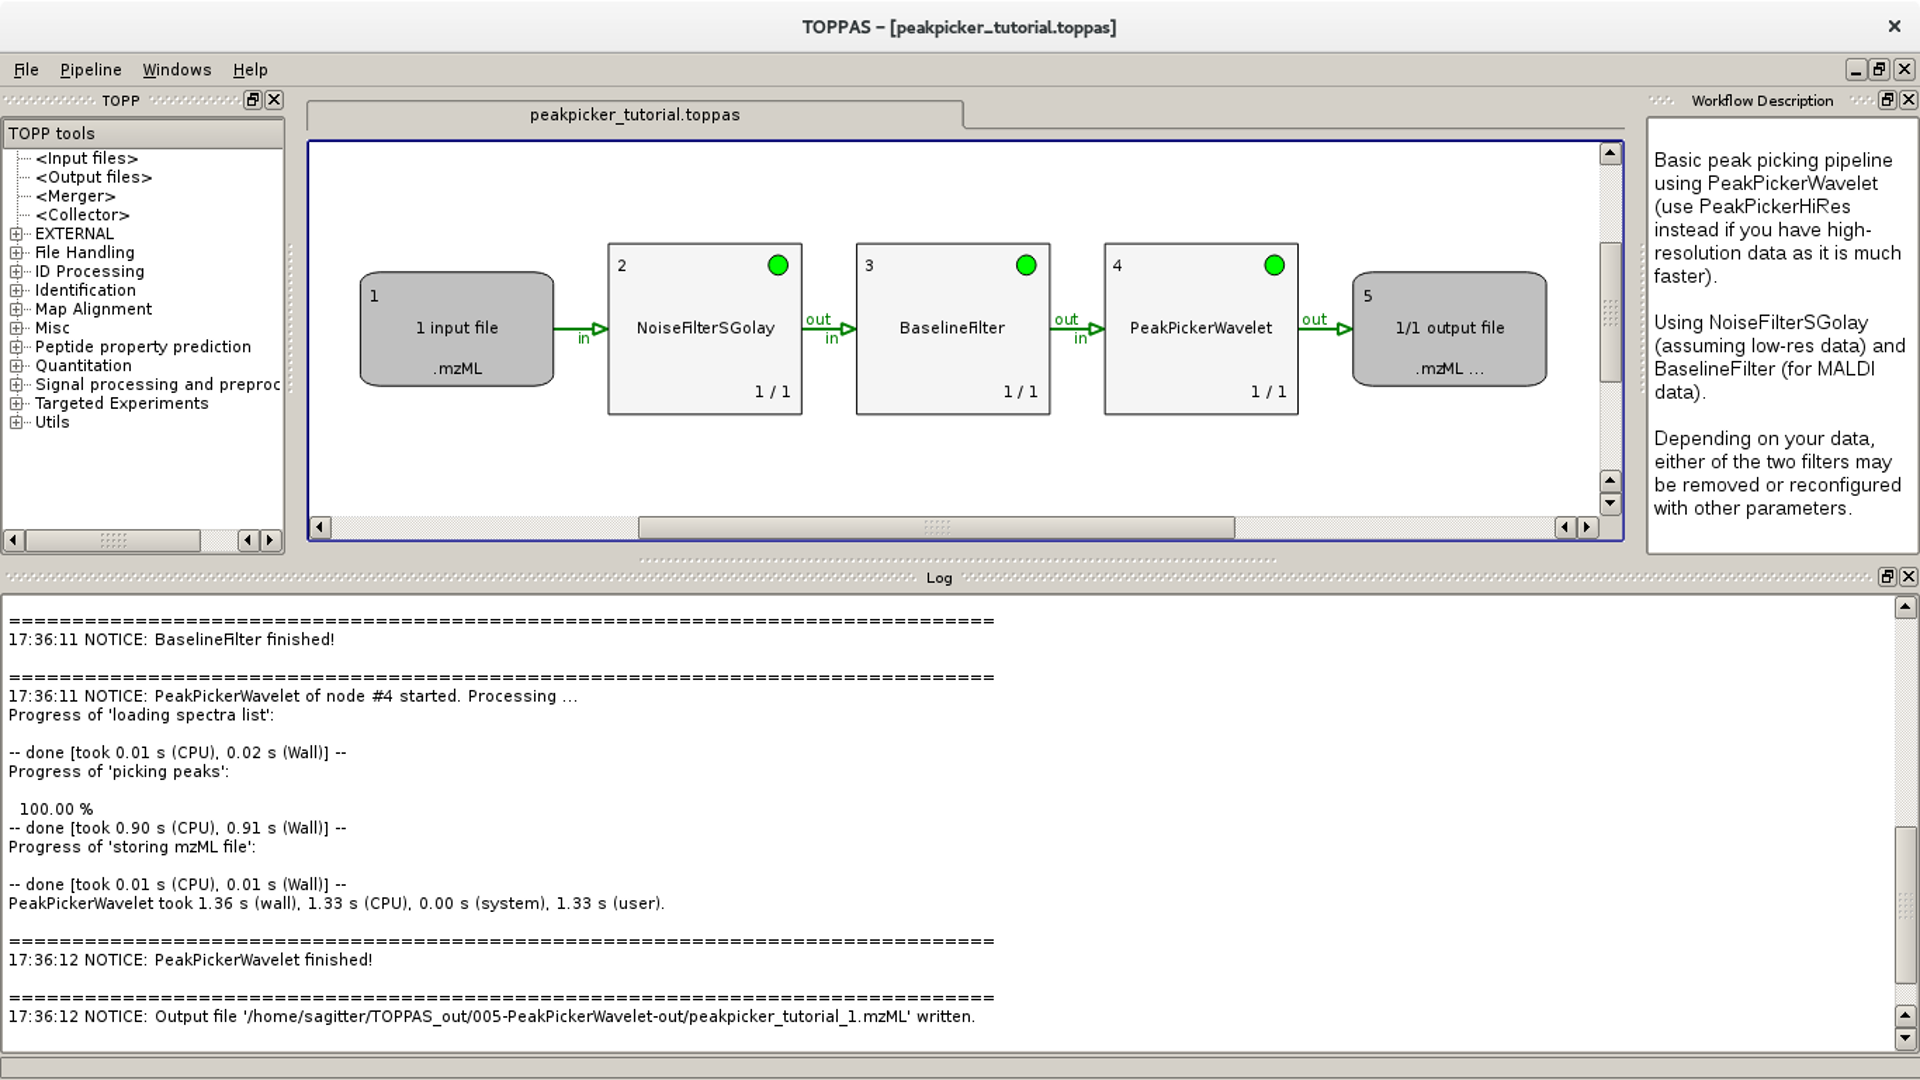 TOPPAS – [peakpicker_tutorial.toppas]
File Pipeline Windows Help
TOPP
TOPP tools
<Input files>
<Output files>
<Merger>
<Collector>
EXTERNAL
File Handling
ID Processing
Identification
Map Alignment
Misc
Peptide property prediction
Quantitation
Signal processing and preproc
Targeted Experiments
Utils
peakpicker_tutorial.toppas
1
1 input file
.mzML
in
2
NoiseFilterSGolay
1 / 1
out
in
3
BaselineFilter
1 / 1
out
in
4
PeakPickerWavelet
1 / 1
out
5
1/1 output file
.mzML ...
Workflow Description
Basic peak picking pipeline
using PeakPickerWavelet
(use PeakPickerHiRes
instead if you have high-
resolution data as it is much
faster).
Using NoiseFilterSGolay
(assuming low-res data) and
BaselineFilter (for MALDI
data).
Depending on your data,
either of the two filters may
be removed or reconfigured
with other parameters.
Log
==============================================================================
17:36:11 NOTICE: BaselineFilter finished!
==============================================================================
17:36:11 NOTICE: PeakPickerWavelet of node #4 started. Processing ...
Progress of 'loading spectra list':
-- done [took 0.01 s (CPU), 0.02 s (Wall)] --
Progress of 'picking peaks':
100.00 %
-- done [took 0.90 s (CPU), 0.91 s (Wall)] --
Progress of 'storing mzML file':
-- done [took 0.01 s (CPU), 0.01 s (Wall)] --
PeakPickerWavelet took 1.36 s (wall), 1.33 s (CPU), 0.00 s (system), 1.33 s (user).
==============================================================================
17:36:12 NOTICE: PeakPickerWavelet finished!
==============================================================================
17:36:12 NOTICE: Output file '/home/sagitter/TOPPAS_out/005-PeakPickerWavelet-out/peakpicker_tutorial_1.mzML' written.